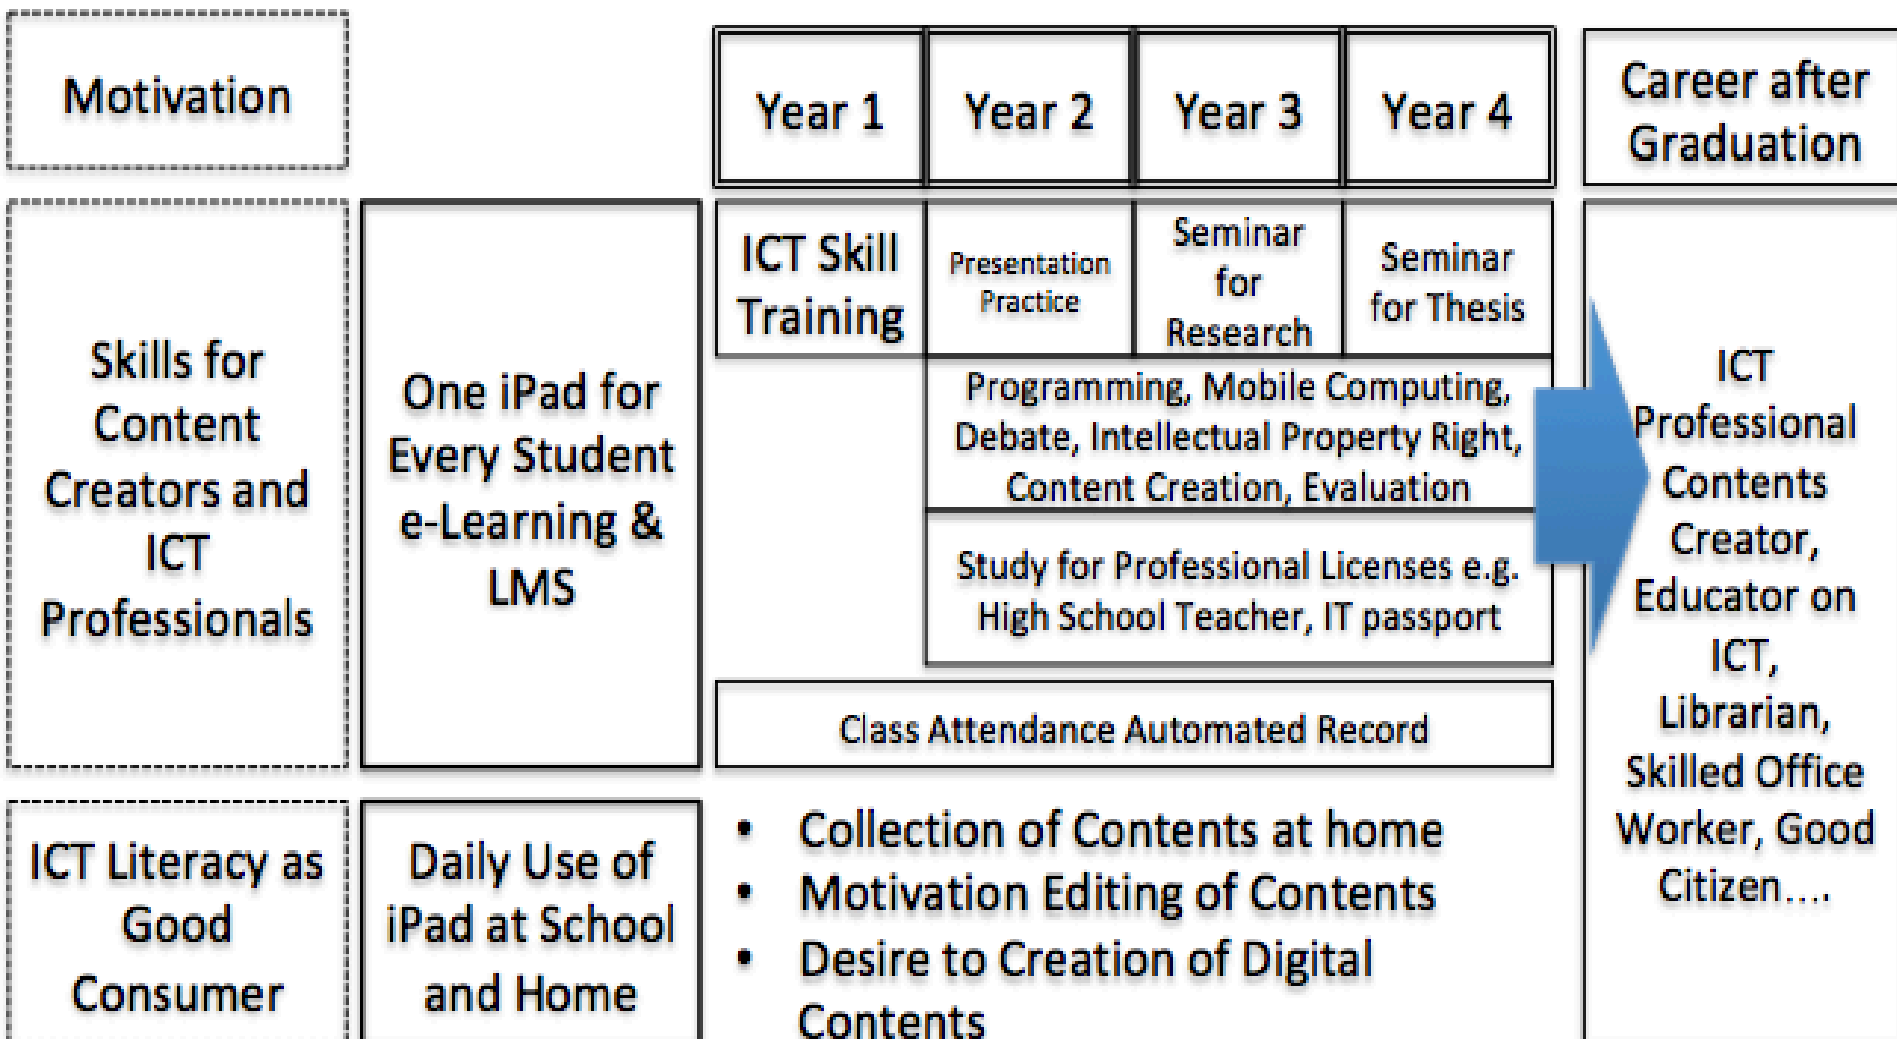 Motivation
Year 1
Year 2
Year 3
Year 4
Career after
Graduation
Skills for
Content
Creators and
ICT
Professionals
One iPad for
Every Student
e-Learning &
LMS
ICT Skill
Training
Presentation
Practice
Seminar
for
Research
Seminar
for Thesis
Programming, Mobile Computing,
Debate, Intellectual Property Right,
Content Creation, Evaluation
Study for Professional Licenses e.g.
High School Teacher, IT passport
Class Attendance Automated Record
ICT
Professional
Contents
Creator,
Educator on
ICT,
Librarian,
Skilled Office
Worker, Good
Citizen....
ICT Literacy as
Good
Consumer
Daily Use of
iPad at School
and Home
• Collection of Contents at home
• Motivation Editing of Contents
• Desire to Creation of Digital
Contents